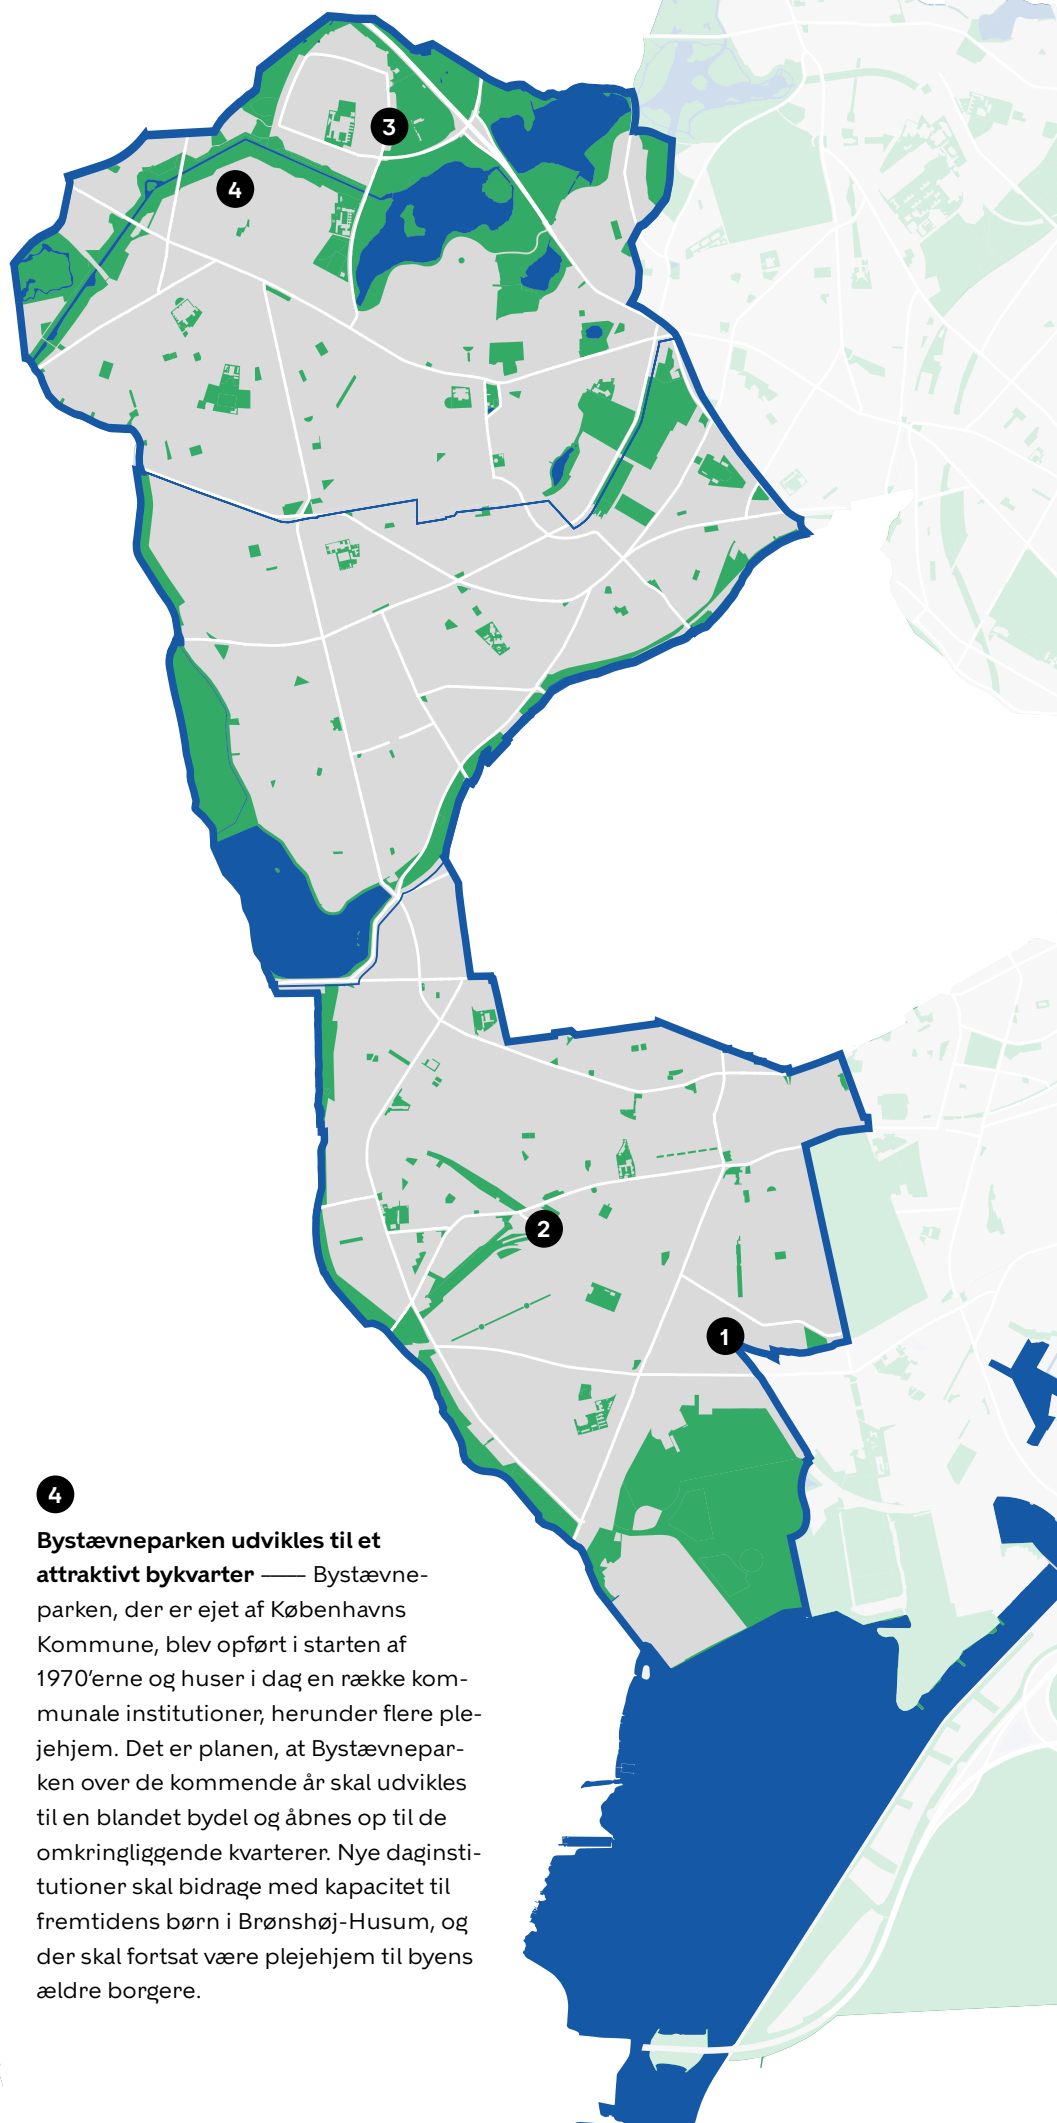 3
4
2
1
4
Bystævneparken udvikles til et
attraktivt bykvarter —— Bystævne-
parken, der er ejet af Københavns
Kommune, blev opført i starten af
1970’erne og huser i dag en række kom-
munale institutioner, herunder flere ple-
jehjem. Det er planen, at Bystævnepar-
ken over de kommende år skal udvikles
til en blandet bydel og åbnes op til de
omkringliggende kvarterer. Nye daginsti-
tutioner skal bidrage med kapacitet til
fremtidens børn i Brønshøj-Husum, og
der skal fortsat være plejehjem til byens
ældre borgere.